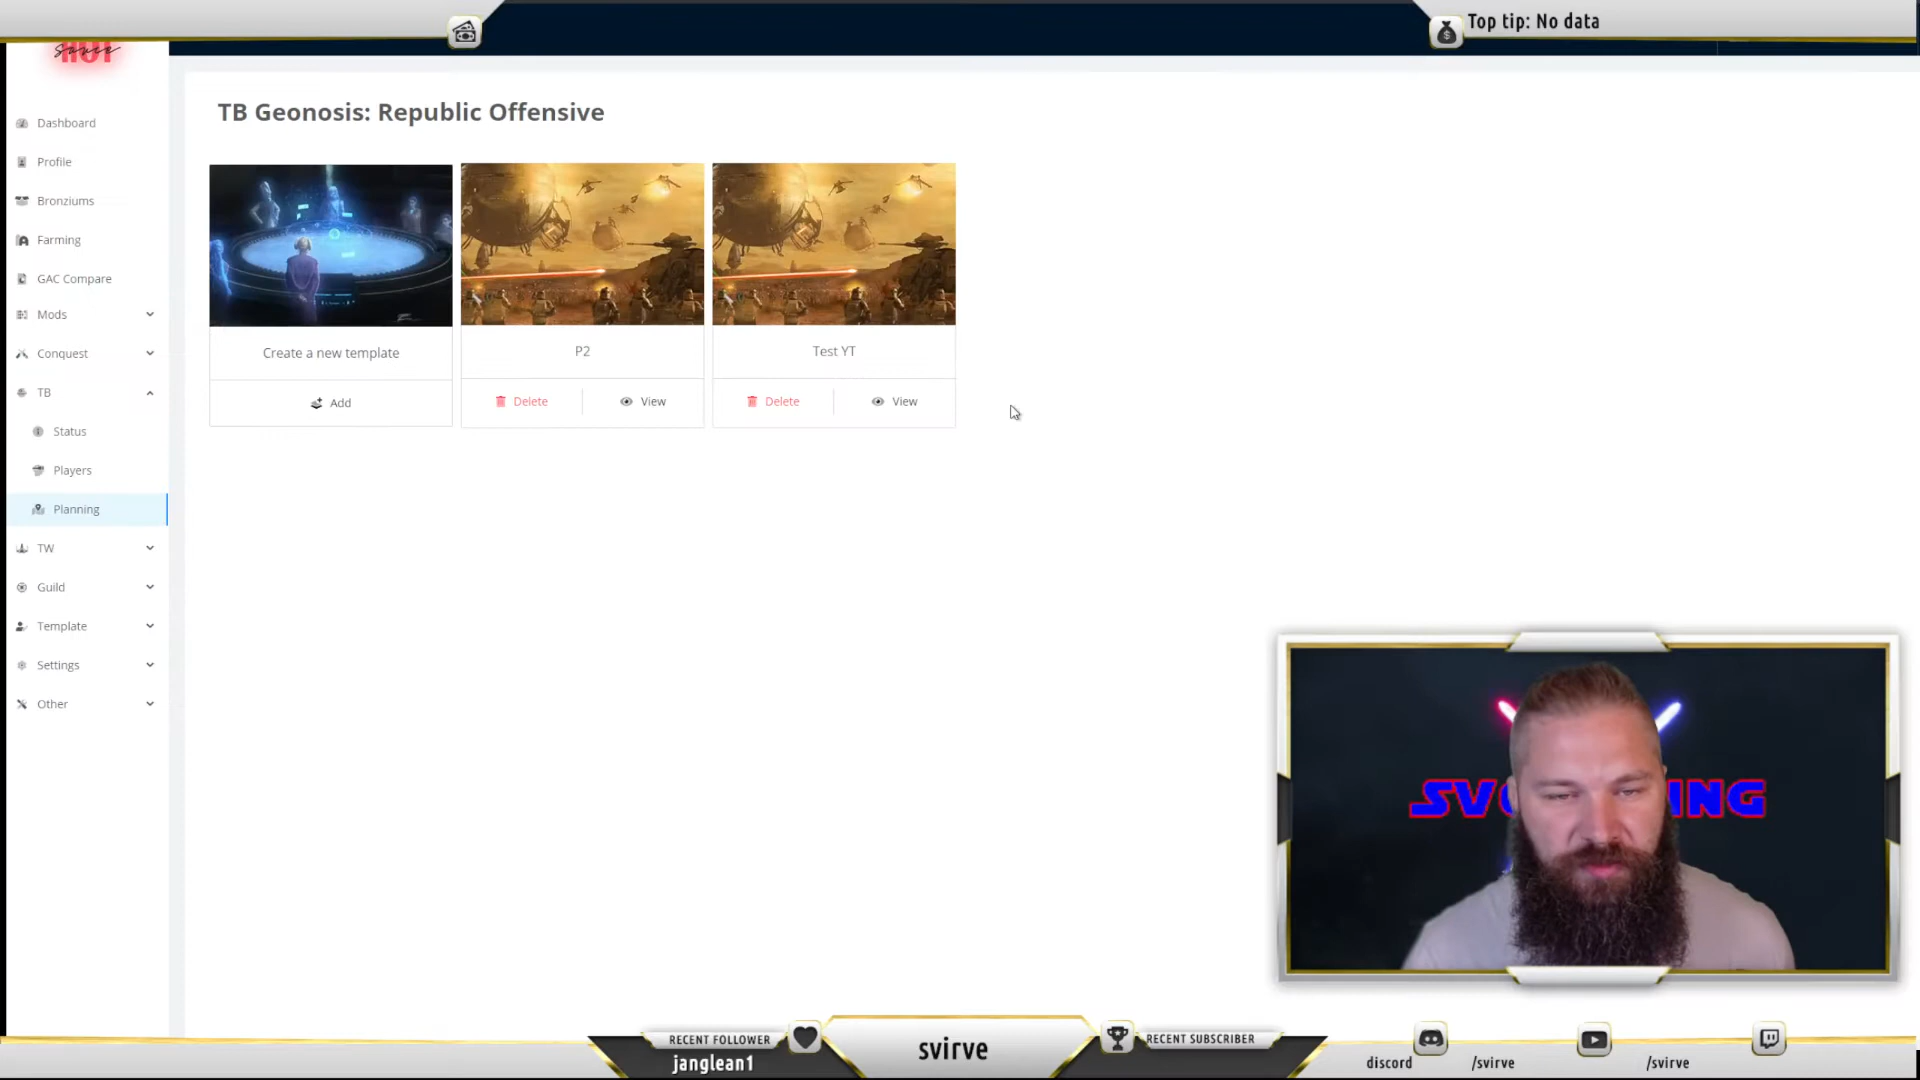 Top tip: No data
sauce
HOT
Dashboard
Profile
Bronziums
Farming
GAC Compare
Mods
Conquest
TB
Status
Players
Planning
TW
Guild
Template
Settings
Other
TB Geonosis: Republic Offensive
Create a new template
Add
P2
Delete
View
Test YT
Delete
View
RECENT FOLLOWER
janglean1
svirve
RECENT SUBSCRIBER
discord
/svirve
/svirve